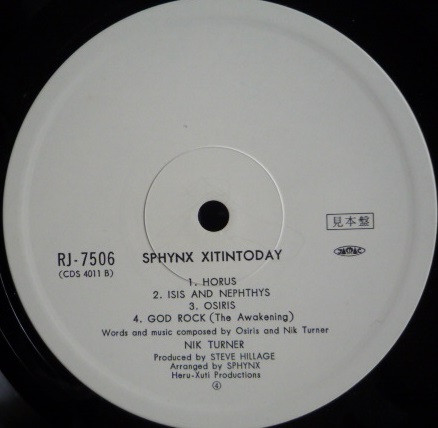 見本盤
RJ-7506
(CDS 4011 B)
SPHYNX XITINTODAY
1. HORUS
2. ISIS AND NEPHTHYS
3. OSIRIS
4. GOD ROCK (The Awakening)
Words and music composed by Osiris and Nik Turner
NIK TURNER
Produced by STEVE HILLAGE
Arranged by SPHYNX
Heru-Xuti Productions
④